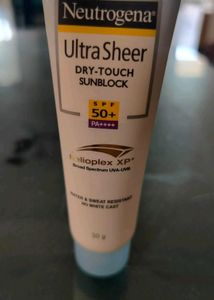 Neutrogena®
Ultra Sheer
DRY-TOUCH
SUNBLOCK
SPF
50+
PA++++
helioplex XP®
Broad Spectrum UVA-UVB
WATER & SWEAT RESISTANT
NO WHITE CAST
30 g